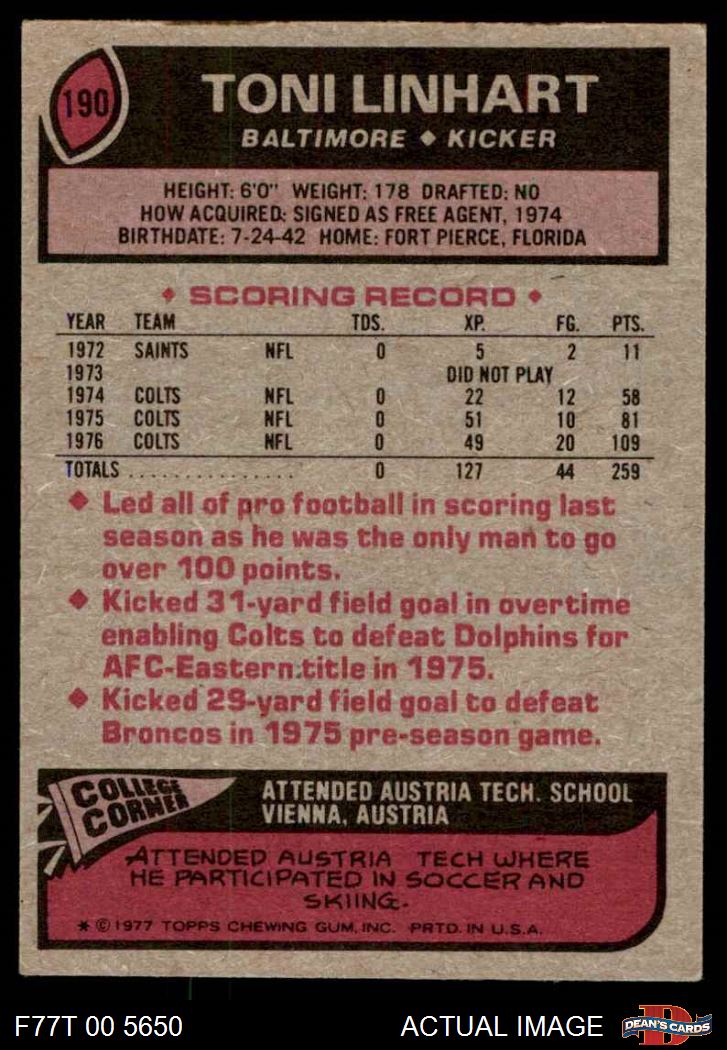 190
TONI LINHART
BALTIMORE ♦ KICKER
HEIGHT: 6'0" WEIGHT: 178 DRAFTED: NO
HOW ACQUIRED: SIGNED AS FREE AGENT, 1974
BIRTHDATE: 7-24-42 HOME: FORT PIERCE, FLORIDA
♦ SCORING RECORD ♦
YEAR TEAM TDS. XP. FG. PTS.
1972 SAINTS NFL 0 5 2 11
1973 DID NOT PLAY
1974 COLTS NFL 0 22 12 58
1975 COLTS NFL 0 51 10 81
1976 COLTS NFL 0 49 20 109
TOTALS ................ 0 127 44 259
♦ Led all of pro football in scoring last
season as he was the only man to go
over 100 points.
♦ Kicked 31-yard field goal in overtime
enabling Colts to defeat Dolphins for
AFC-Eastern title in 1975.
♦ Kicked 29-yard field goal to defeat
Broncos in 1975 pre-season game.
COLLEGE
CORNER
ATTENDED AUSTRIA TECH. SCHOOL
VIENNA, AUSTRIA
ATTENDED AUSTRIA TECH WHERE
HE PARTICIPATED IN SOCCER AND
SKIING.
* © 1977 TOPPS CHEWING GUM, INC. PRTD. IN U.S.A.
F77T 00 5650 ACTUAL IMAGE
D
DEAN'S CARDS